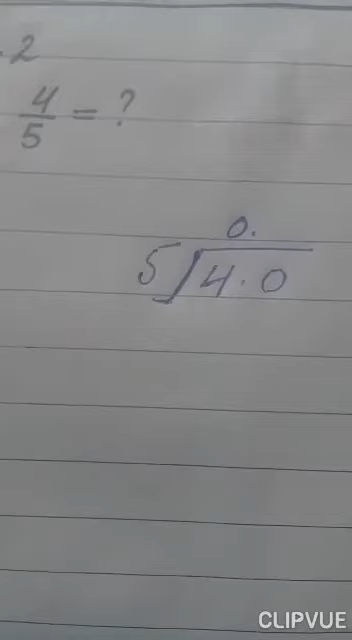 .2
4/5 = ?
0.
5 4.0
CLIPVUE